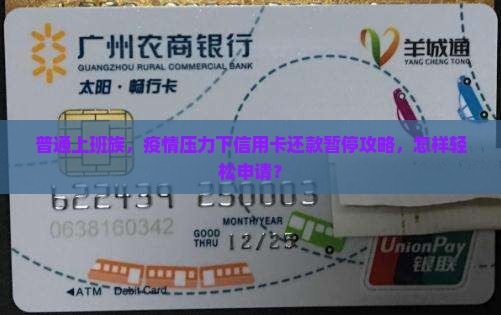 广州农商银行
GUANGZHOU RURAL COMMERCIAL BANK
羊城通
YANG CHENG TONG
太阳·畅行卡
普通上班族，疫情压力下信用卡还款暂停攻略，怎样轻
松申请？
0638160342
MONTH/YEAR
GOOD
THRU
12/25
UnionPay
银联
◄ATM
Debit Card